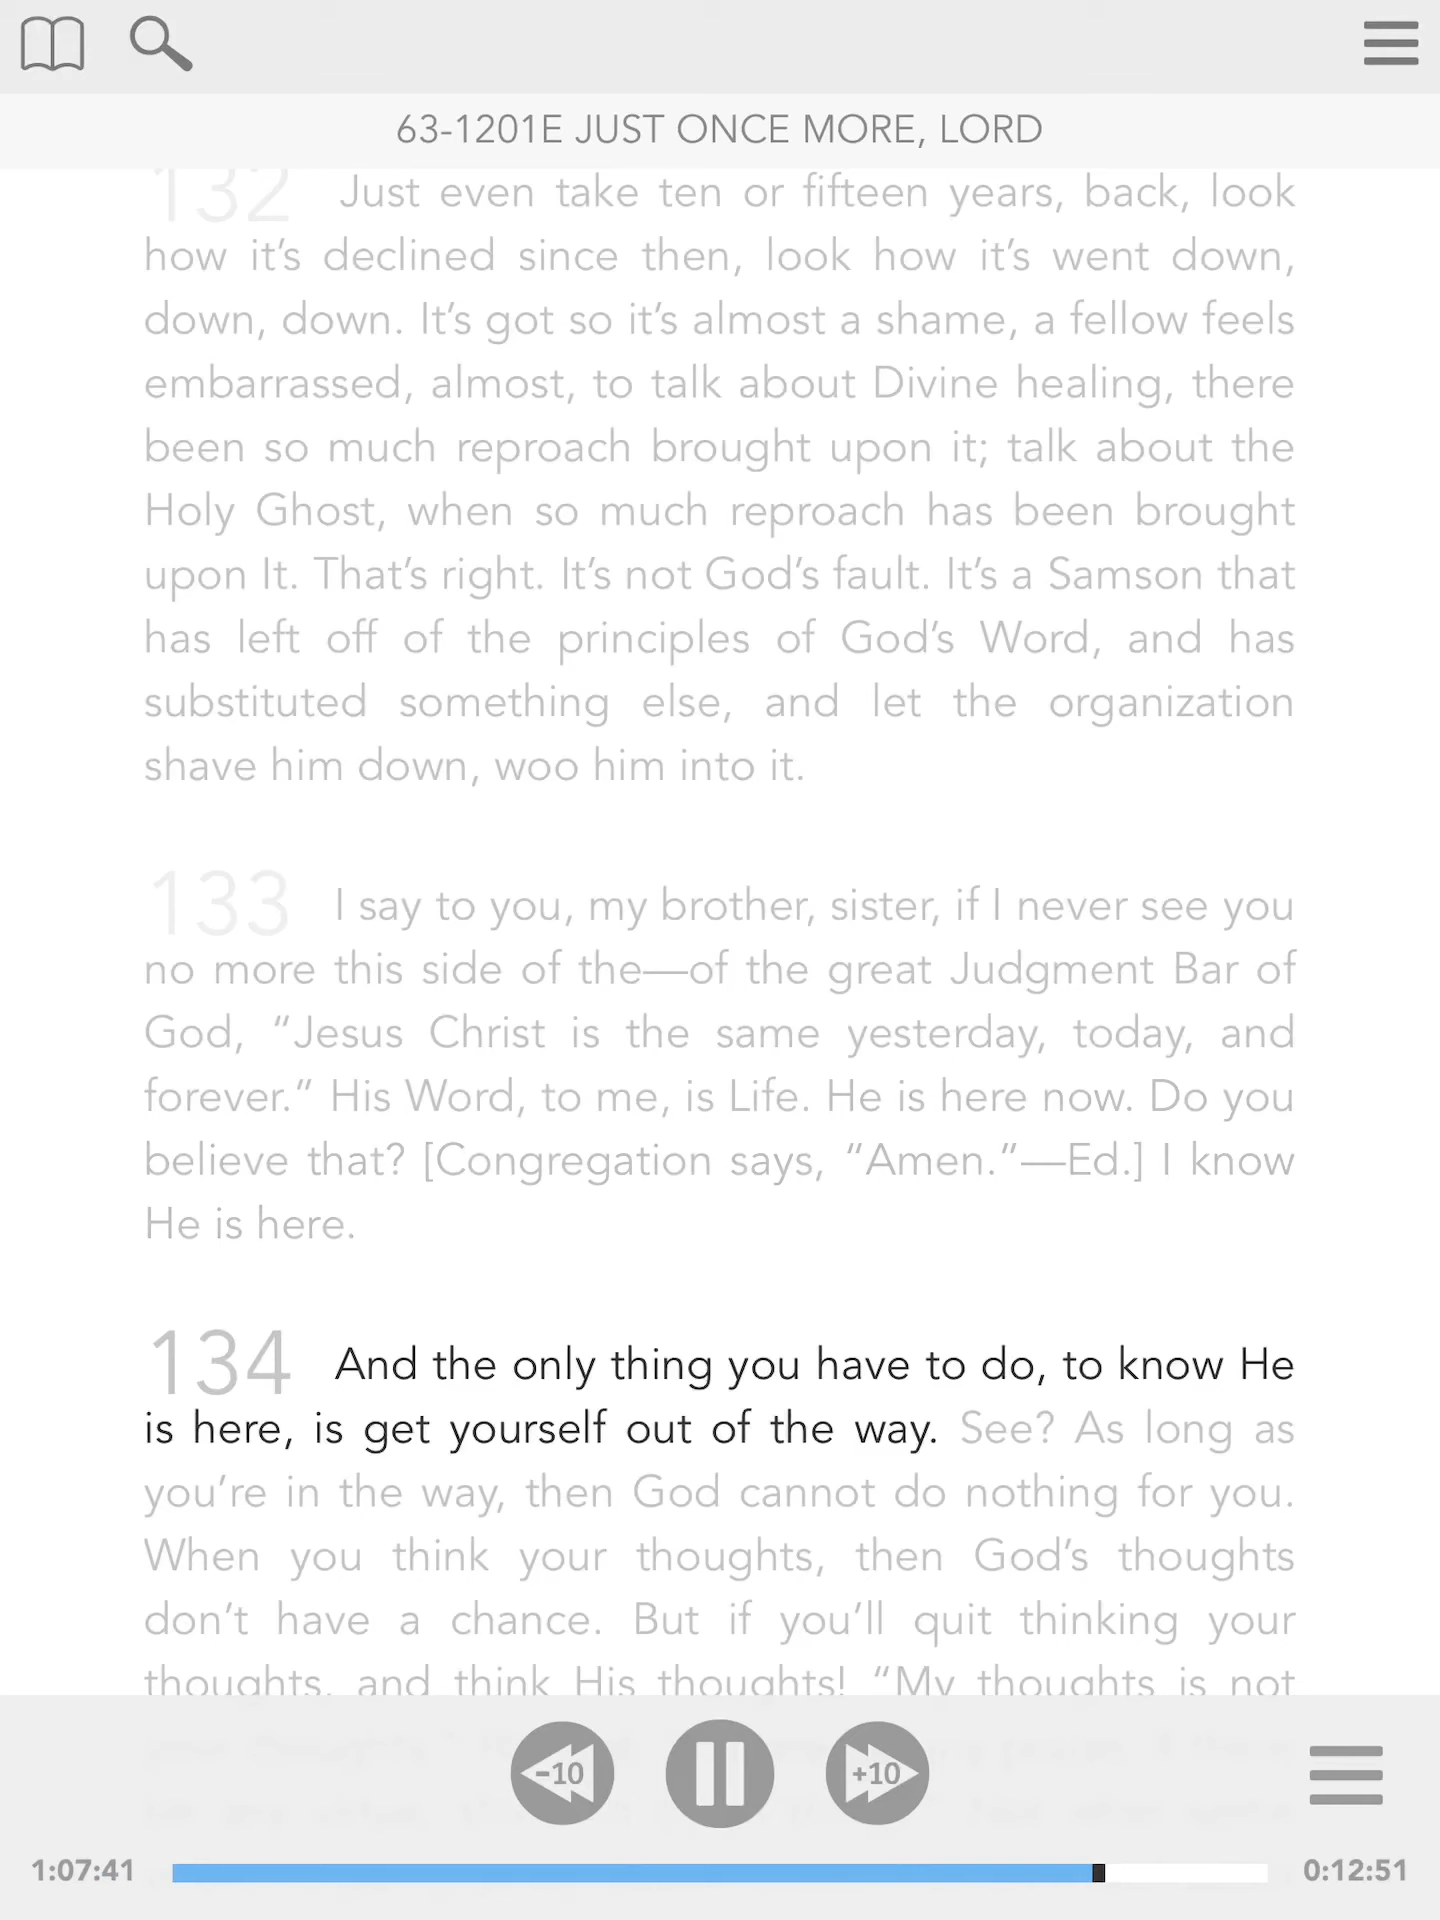 63-1201E JUST ONCE MORE, LORD
132 Just even take ten or fifteen years, back, look
how it’s declined since then, look how it’s went down,
down, down. It’s got so it’s almost a shame, a fellow feels
embarrassed, almost, to talk about Divine healing, there
been so much reproach brought upon it; talk about the
Holy Ghost, when so much reproach has been brought
upon It. That’s right. It’s not God’s fault. It’s a Samson that
has left off of the principles of God’s Word, and has
substituted something else, and let the organization
shave him down, woo him into it.
133 I say to you, my brother, sister, if I never see you
no more this side of the—of the great Judgment Bar of
God, “Jesus Christ is the same yesterday, today, and
forever.” His Word, to me, is Life. He is here now. Do you
believe that? [Congregation says, “Amen.”—Ed.] I know
He is here.
134 And the only thing you have to do, to know He
is here, is get yourself out of the way. See? As long as
you’re in the way, then God cannot do nothing for you.
When you think your thoughts, then God’s thoughts
don’t have a chance. But if you’ll quit thinking your
thoughts, and think His thoughts! “My thoughts is not
-10 +10
1:07:41 0:12:51